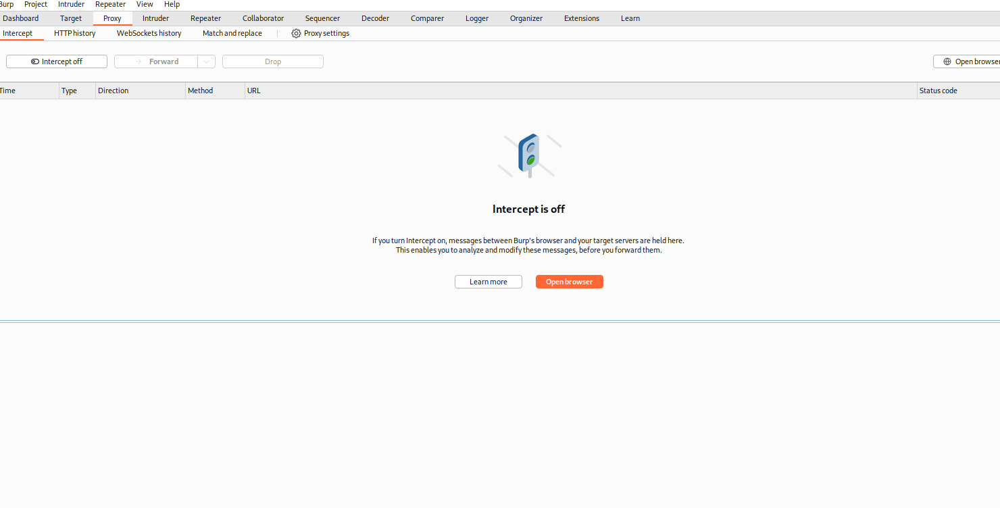 Burp Project Intruder Repeater View Help
Dashboard Target Proxy Intruder Repeater Collaborator Sequencer Decoder Comparer Logger Organizer Extensions Learn
Intercept HTTP history WebSockets history Match and replace Proxy settings
Intercept off Forward Drop Open browser
Time Type Direction Method URL Status code
Intercept is off
If you turn Intercept on, messages between Burp's browser and your target servers are held here.
This enables you to analyze and modify these messages, before you forward them.
Learn more Open browser